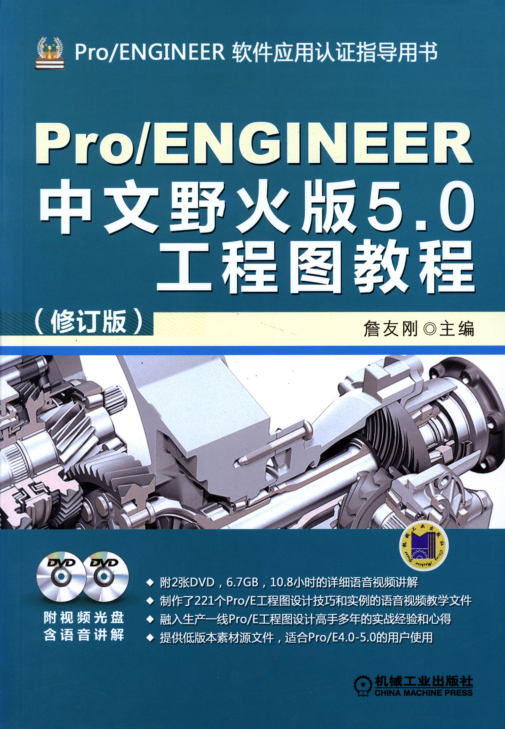 Pro/ENGINEER 软件应用认证指导用书
Pro/ENGINEER
中文野火版5.0
工程图教程
（修订版）
詹友刚◎主编
DVD DVD
附视频光盘
含语音讲解
附2张DVD，6.7GB，10.8小时的详细语音视频讲解
制作了221个Pro/E工程图设计技巧和实例的语音视频教学文件
融入生产一线Pro/E工程图设计高手多年的实战经验和心得
提供低版本素材源文件，适合Pro/E4.0-5.0的用户使用
机械工业出版社
CHINA MACHINE PRESS